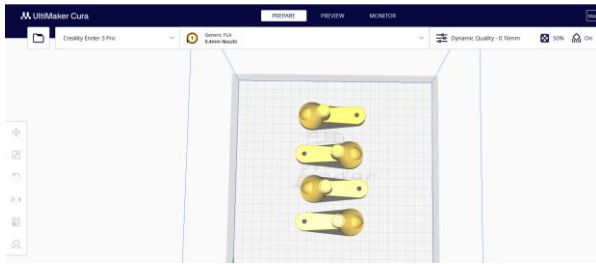 UltiMaker Cura
PREPARE PREVIEW MONITOR
Creality Ender-3 Pro
Generic PLA
0.4mm Nozzle
Dynamic Quality - 0.16mm
50%
On